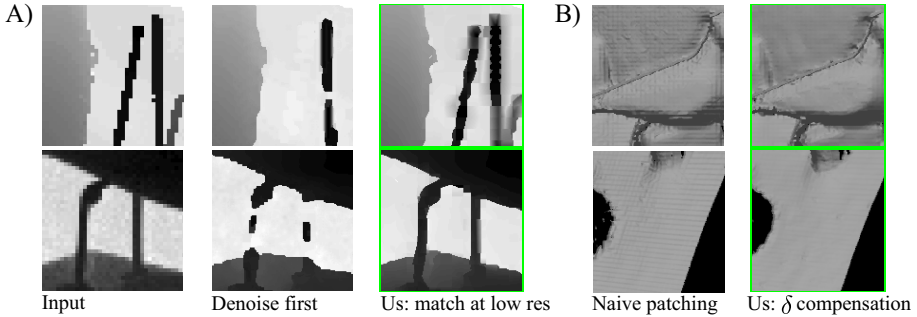 A)
B)
Input
Denoise first
Us: match at low res
Naive patching
Us: δ compensation